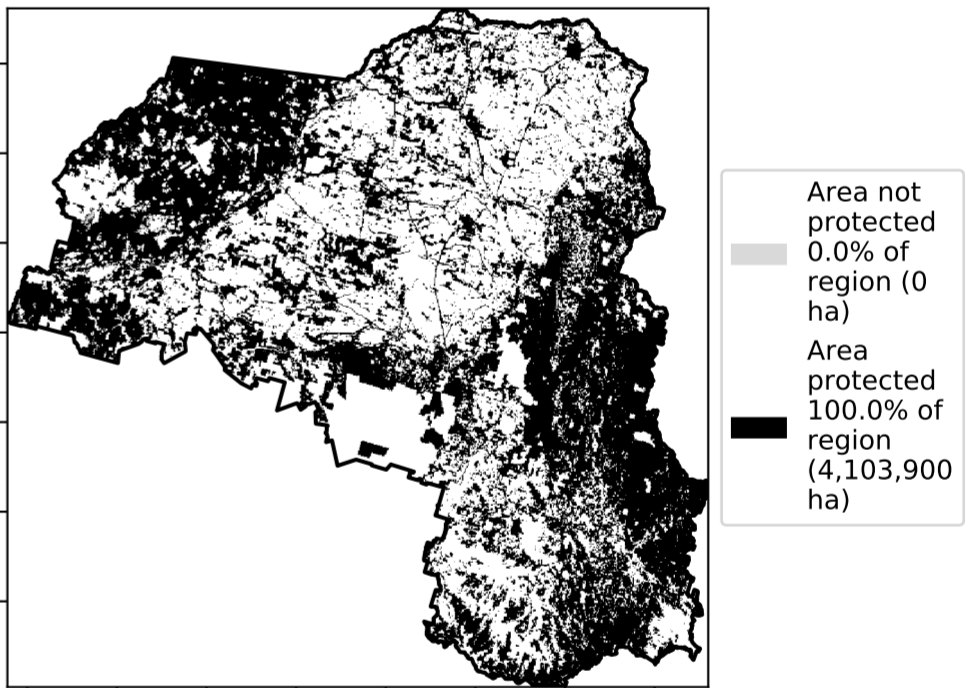 Area not
protected
0.0% of
region (0
ha)
Area
protected
100.0% of
region
(4,103,900
ha)